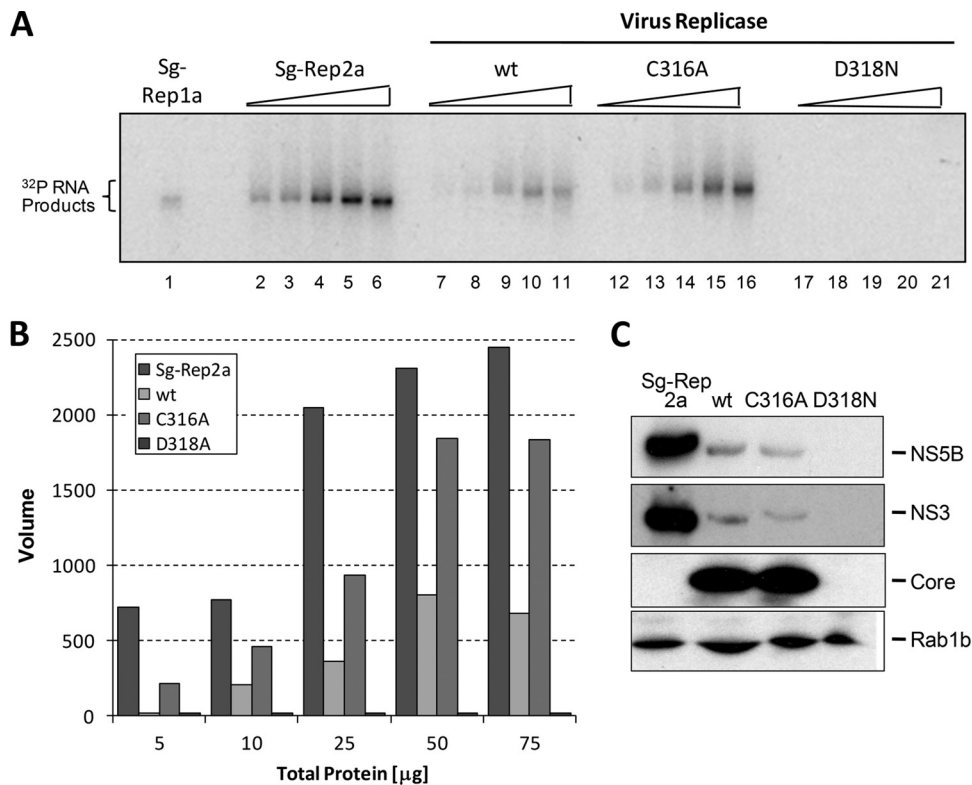 A
Virus Replicase
Sg-
Rep1a
Sg-Rep2a
wt
C316A
D318N
32P RNA
Products
1 2 3 4 5 6 7 8 9 10 11 12 13 14 15 16 17 18 19 20 21
B
2500
2000
1500
1000
500
0
Volume
Sg-Rep2a
wt
C316A
D318A
5 10 25 50 75
Total Protein [µg]
C
Sg-Rep
2a wt C316A D318N
NS5B
NS3
Core
Rab1b